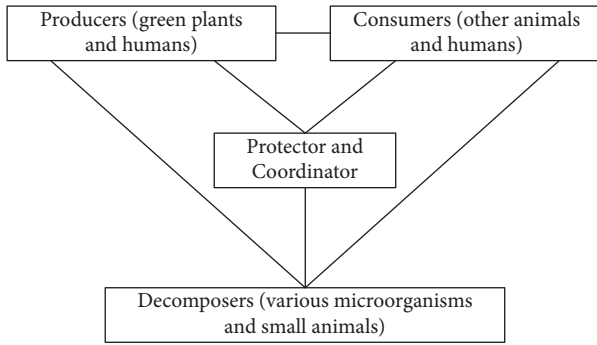 Producers (green plants
and humans)
Consumers (other animals
and humans)
Protector and
Coordinator
Decomposers (various microorganisms
and small animals)